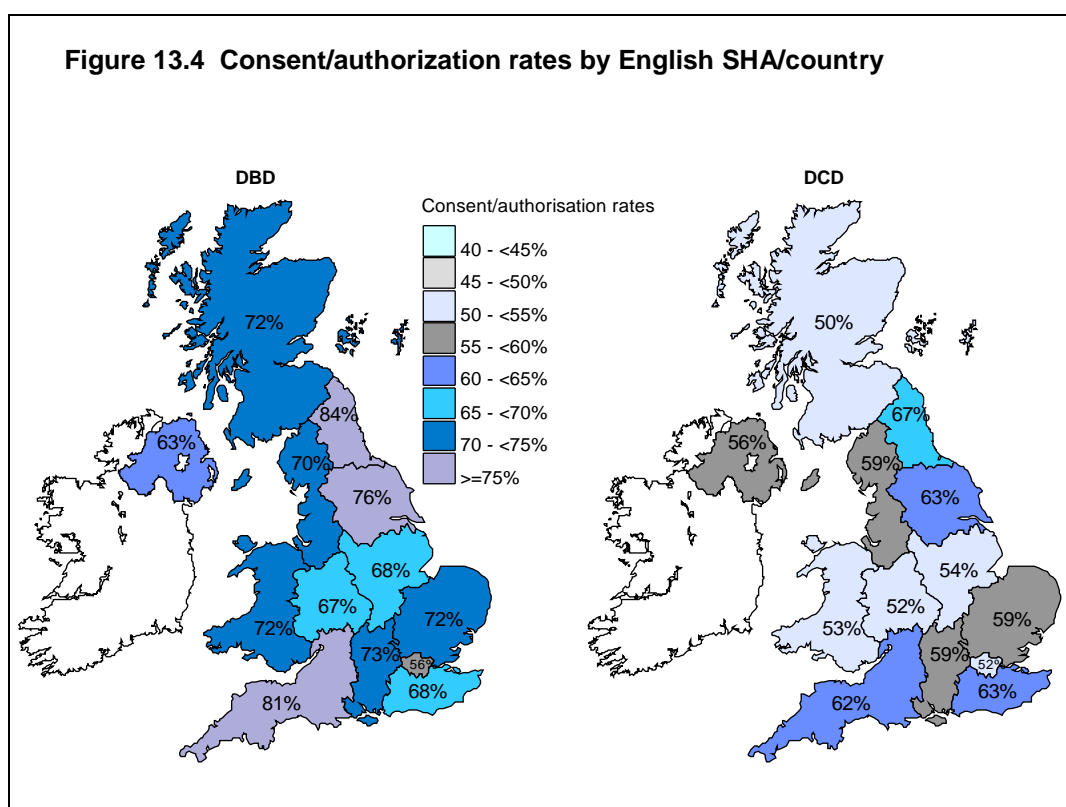 Figure 13.4  Consent/authorization rates by English SHA/country
DBD
Consent/authorisation rates
40 - <45%
45 - <50%
50 - <55%
55 - <60%
60 - <65%
65 - <70%
70 - <75%
>=75%
72%
84%
63%
70%
76%
68%
67%
72%
72%
73%
56%
68%
81%
DCD
50%
67%
56%
59%
63%
54%
52%
53%
59%
59%
52%
63%
62%